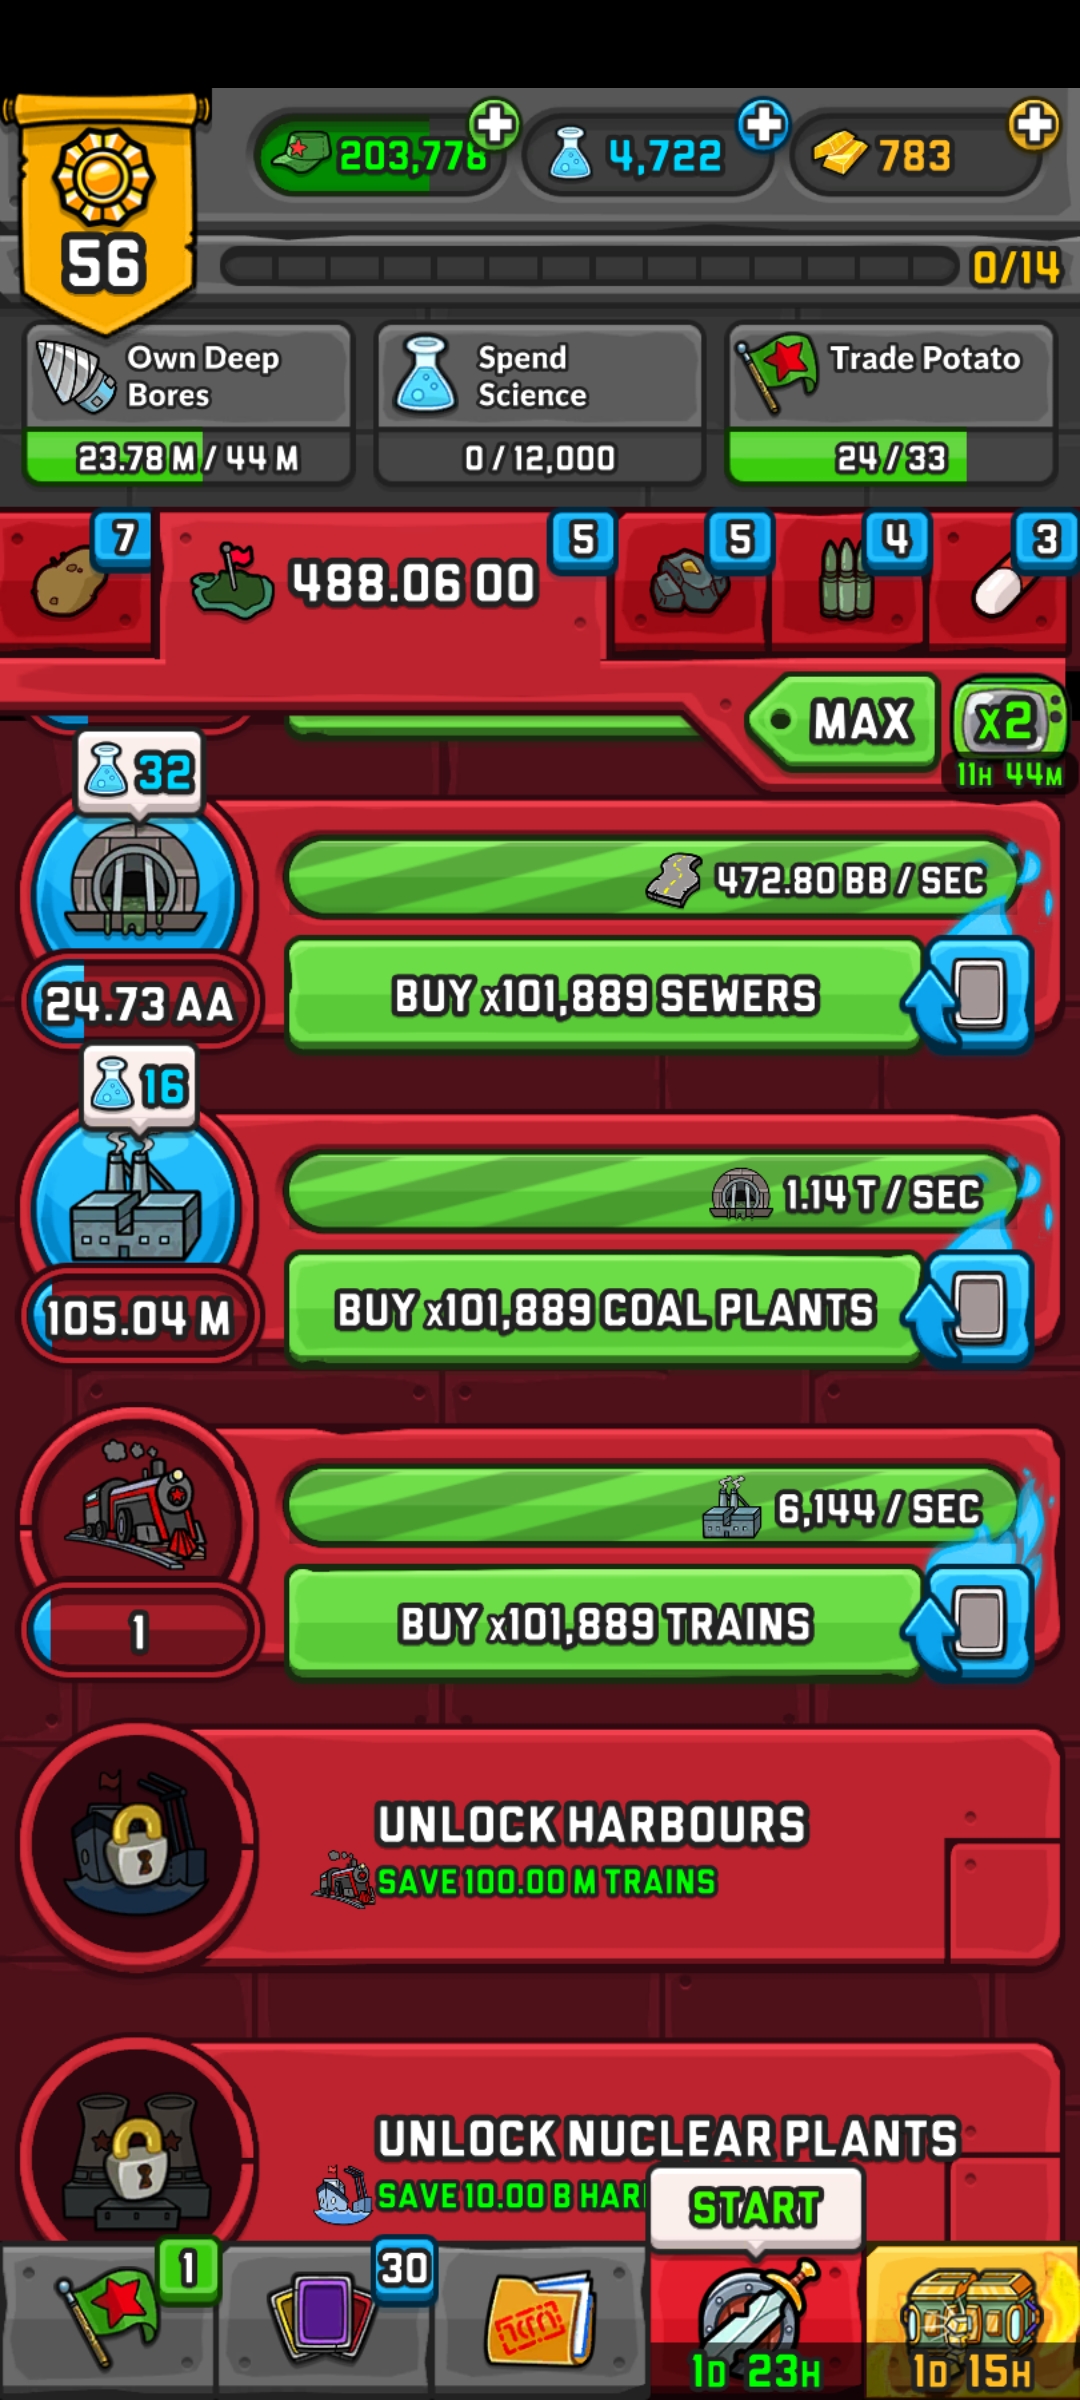 203,778
4,722
783
56
0/14
Own Deep
Bores
23.78 M / 44 M
Spend
Science
0 / 12,000
Trade Potato
24 / 33
7
488.06 OO
5
5
4
3
MAX
x2
11H 44M
32
472.80 BB / SEC
24.73 AA
BUY x101,889 SEWERS
16
1.14 T / SEC
105.04 M
BUY x101,889 COAL PLANTS
6,144 / SEC
1
BUY x101,889 TRAINS
UNLOCK HARBOURS
SAVE 100.00 M TRAINS
UNLOCK NUCLEAR PLANTS
SAVE 10.00 B HAR
START
1
30
1D 23H
1D 15H